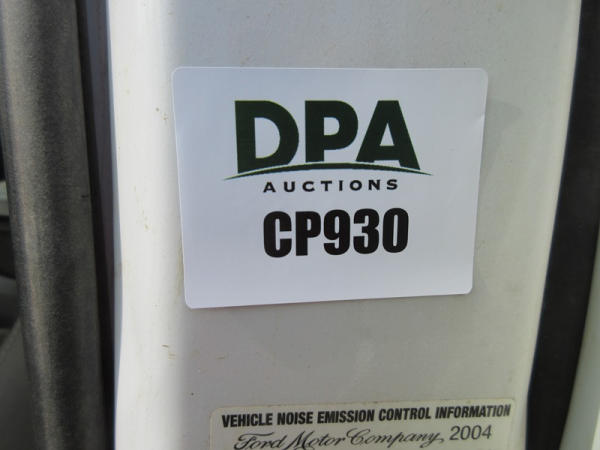 DPA
AUCTIONS
CP930
VEHICLE NOISE EMISSION CONTROL INFORMATION
Ford Motor Company, 2004